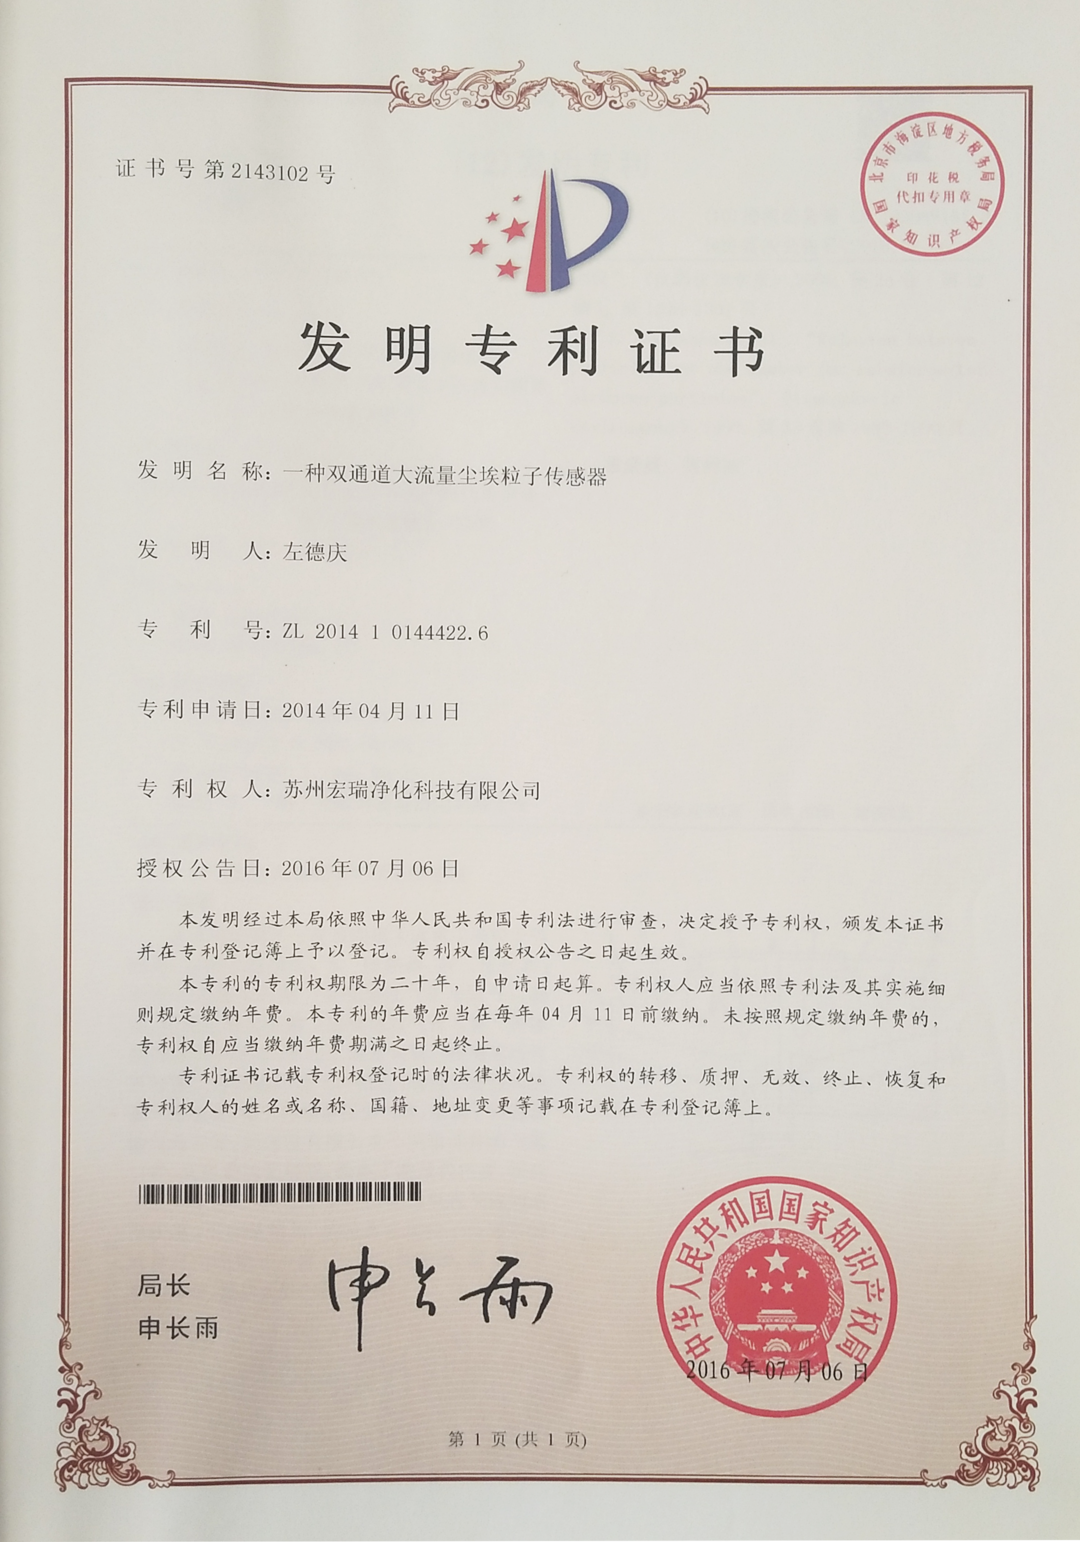 证书号第2143102号
北京市海淀区地方税务局
印花税
代扣专用章
国家知识产权局
发明专利证书
发明名称：一种双通道大流量尘埃粒子传感器
发明人：左德庆
专利号：ZL 2014 1 0144422.6
专利申请日：2014年04月11日
专利权人：苏州宏瑞净化科技有限公司
授权公告日：2016年07月06日
本发明经过本局依照中华人民共和国专利法进行审查，决定授予专利权，颁发本证书
并在专利登记簿上予以登记。专利权自授权公告之日起生效。
本专利的专利权期限为二十年，自申请日起算。专利权人应当依照专利法及其实施细
则规定缴纳年费。本专利的年费应当在每年04月11日前缴纳。未按照规定缴纳年费的，
专利权自应当缴纳年费期满之日起终止。
专利证书记载专利权登记时的法律状况。专利权的转移、质押、无效、终止、恢复和
专利权人的姓名或名称、国籍、地址变更等事项记载在专利登记簿上。
局长
申长雨
申长雨
中华人民共和国国家知识产权局
2016年07月06日
第1页(共1页)